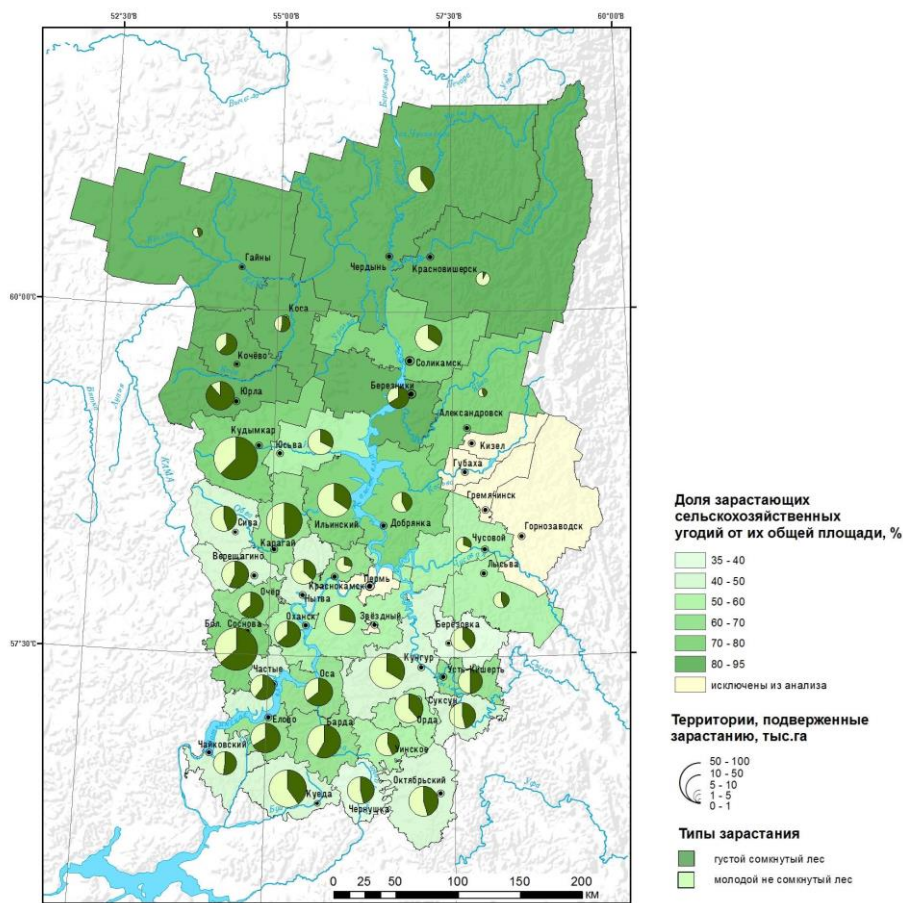 52°30'В
55°00'В
57°30'В
60°00'В
Гайны
Чердынь
Красновишерск
60°00'С
Коса
Кочёво
Соликамск
Юрла
Березники
Александровск
Кудымкар
Юсьва
Кизел
Губаха
КАМА
Гремячинск
Сива
Ильинский
Добрянка
Горнозаводск
Карагай
Чусовой
Верещагино
Лысьва
Краснокамск
Пермь
Нытва
Очёр
Оханск
Звёздный
Берёзовка
Бол. Соснова
57°30'С
Кунгур
Частые
Усть-Кишерть
Оса
Суксун
Орда
Елово
Барда
Чайковский
Уинское
Октябрьский
Куеда
Чернушка
Уфа
0 25 50 100 150 200
КМ
Доля зарастающих
сельскохозяйственных
угодий от их общей площади, %
35 - 40
40 - 50
50 - 60
60 - 70
70 - 80
80 - 95
исключены из анализа
Территории, подверженные
зарастанию, тыс.га
50 - 100
10 - 50
5 - 10
1 - 5
0 - 1
Типы зарастания
густой сомкнутый лес
молодой не сомкнутый лес